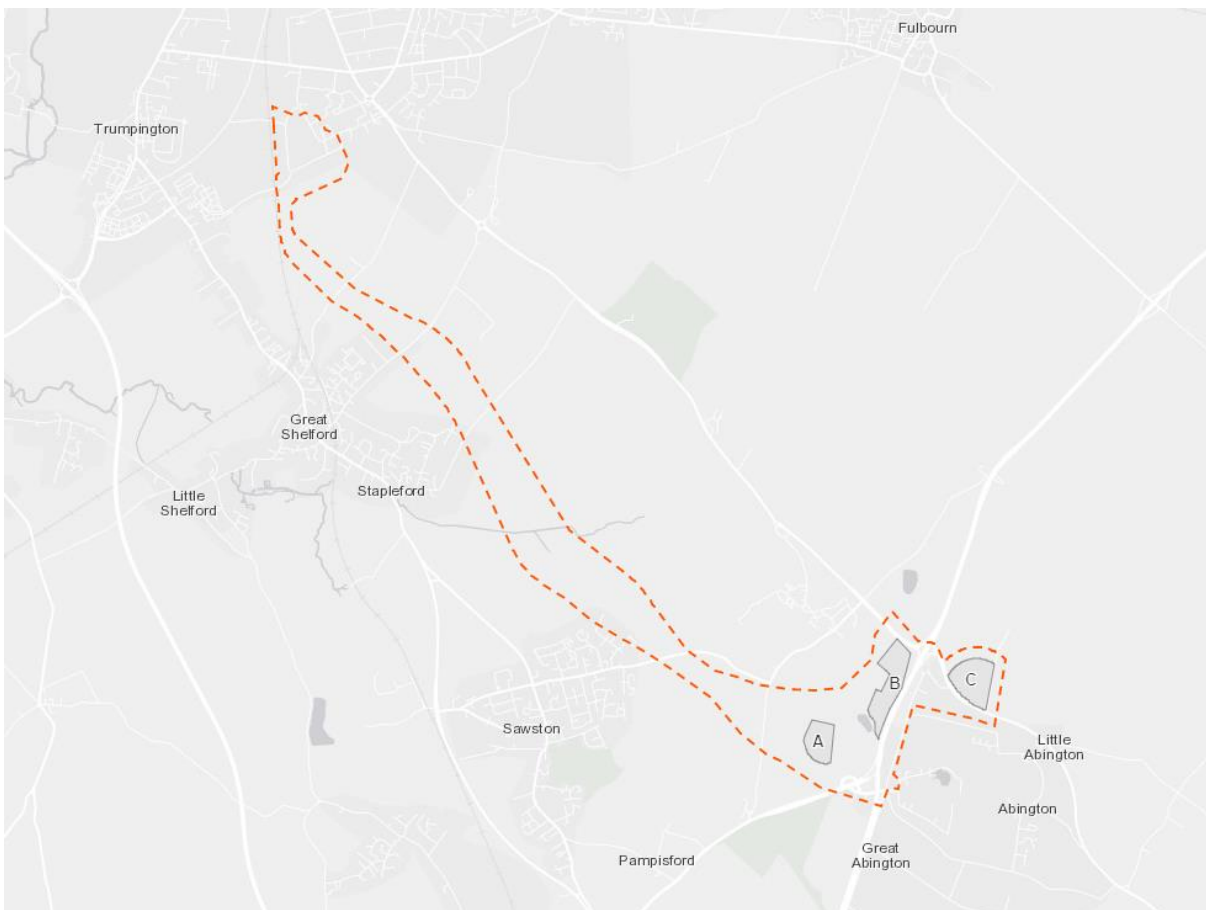 Fulbourn
Trumpington
Great
Shelford
Stapleford
Little
Shelford
B
C
A
Sawston
Little
Abington
Abington
Great
Abington
Pampisford